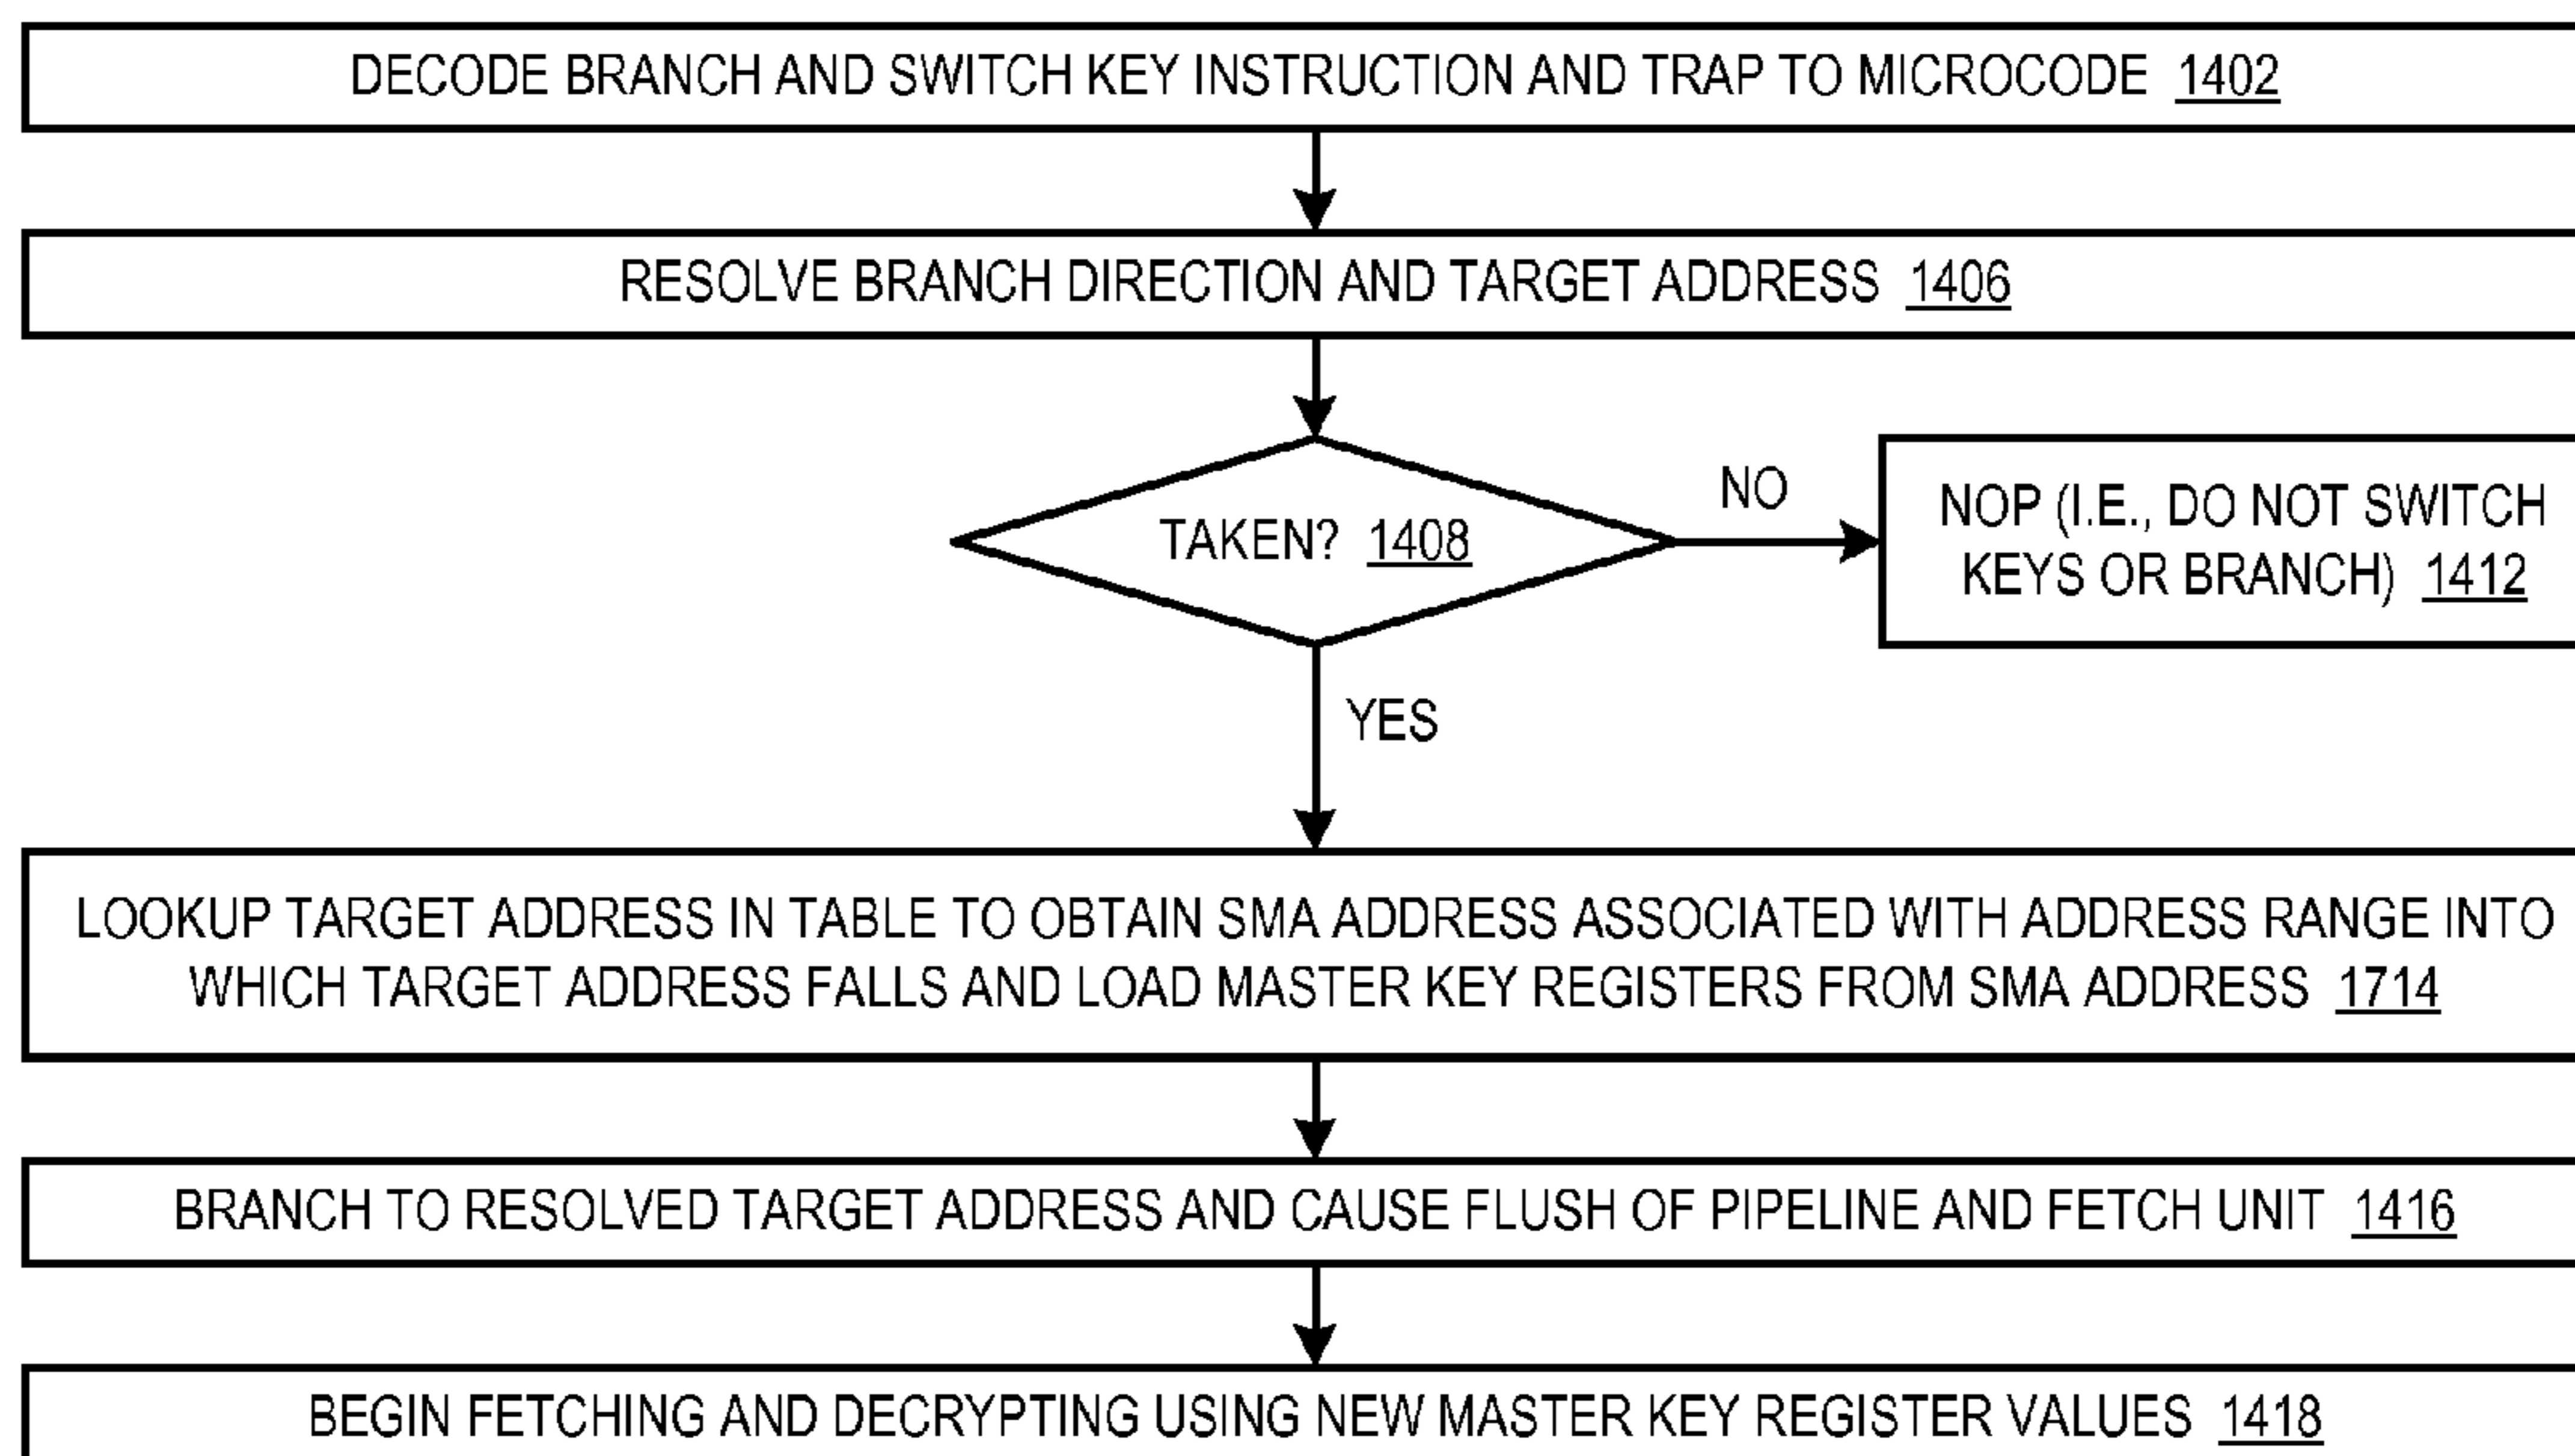 DECODE BRANCH AND SWITCH KEY INSTRUCTION AND TRAP TO MICROCODE 1402
RESOLVE BRANCH DIRECTION AND TARGET ADDRESS 1406
TAKEN? 1408
NO
NOP (I.E., DO NOT SWITCH
KEYS OR BRANCH) 1412
YES
LOOKUP TARGET ADDRESS IN TABLE TO OBTAIN SMA ADDRESS ASSOCIATED WITH ADDRESS RANGE INTO
WHICH TARGET ADDRESS FALLS AND LOAD MASTER KEY REGISTERS FROM SMA ADDRESS 1714
BRANCH TO RESOLVED TARGET ADDRESS AND CAUSE FLUSH OF PIPELINE AND FETCH UNIT 1416
BEGIN FETCHING AND DECRYPTING USING NEW MASTER KEY REGISTER VALUES 1418